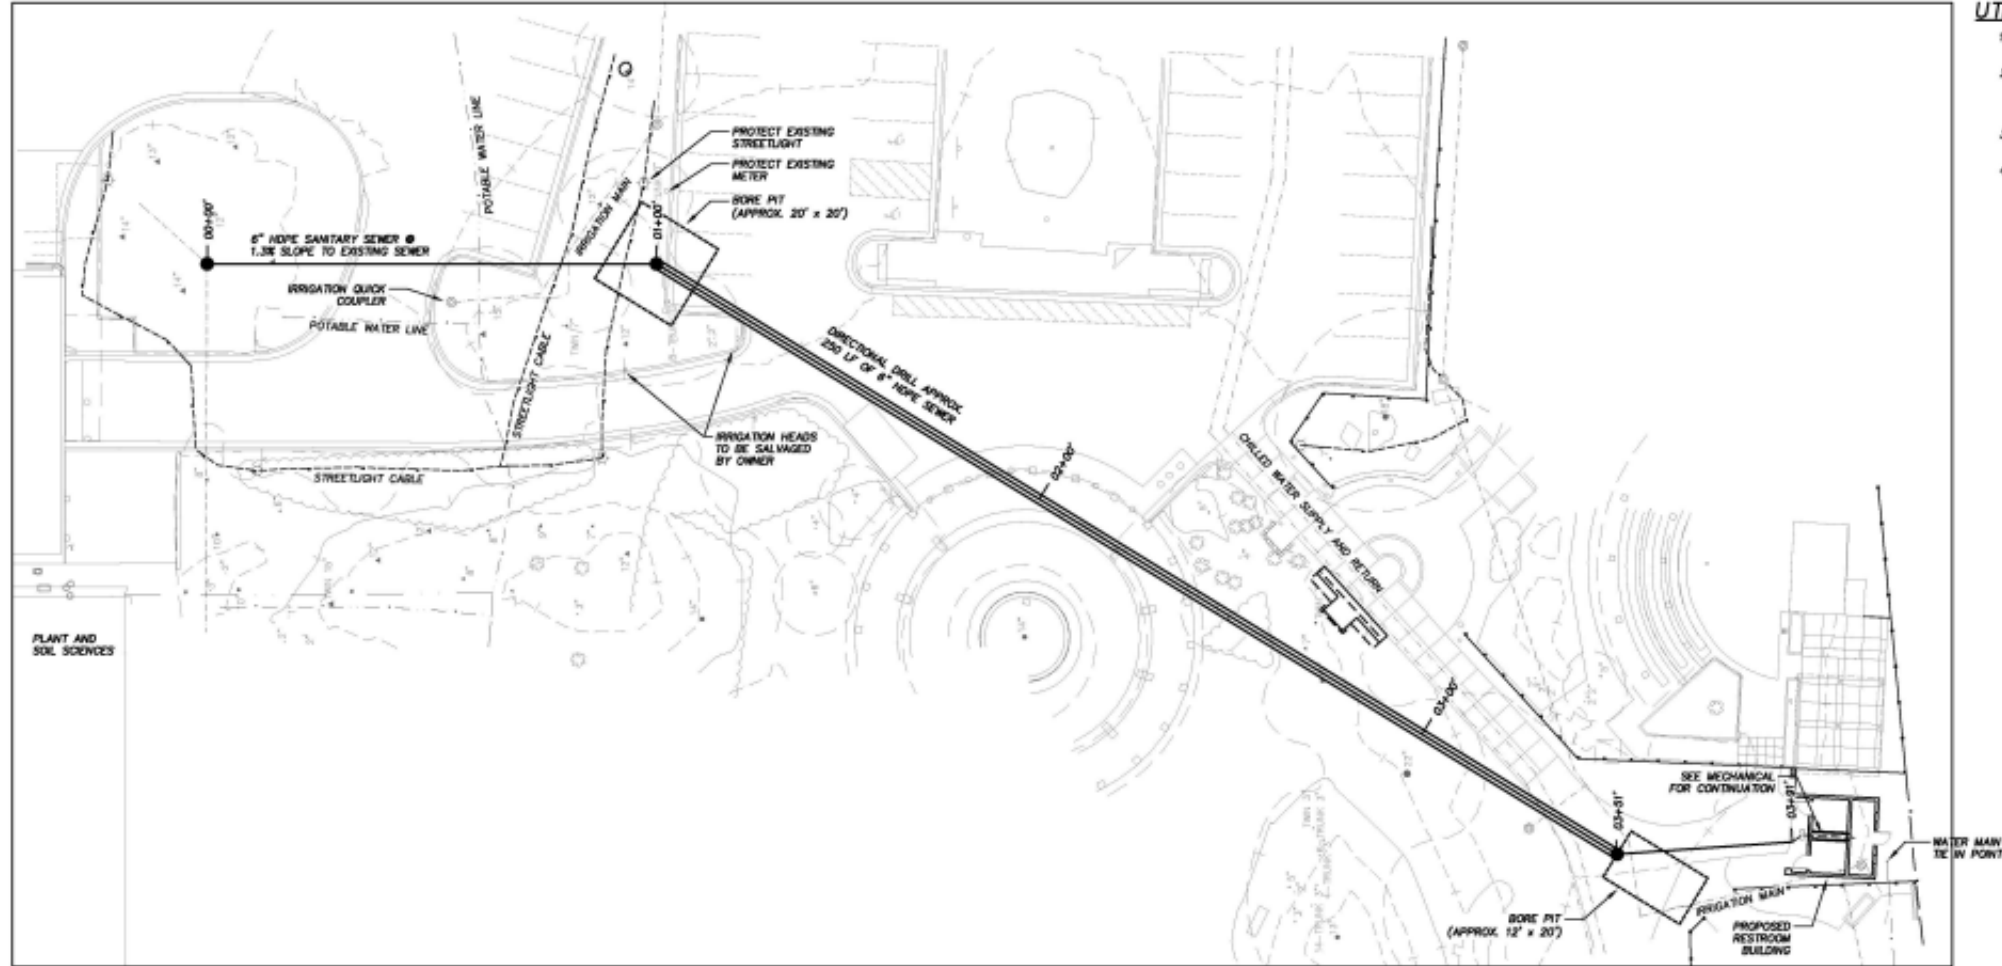 UT
PROTECT EXISTING
STREETLIGHT
PROTECT EXISTING
METER
BORE PIT
(APPROX. 20' x 20')
POTABLE WATER LINE
IRRIGATION MAIN
00+00'
01+00'
6" HDPE SANITARY SEWER @
1.3% SLOPE TO EXISTING SEWER
IRRIGATION QUICK
COUPLER
POTABLE WATER LINE
STREETLIGHT CABLE
DIRECTIONAL DRILL APPROX.
250 LF OF 6" HDPE SEWER
IRRIGATION HEADS
TO BE SALVAGED
BY OWNER
STREETLIGHT CABLE
02+00'
CHILLED WATER SUPPLY AND RETURN
PLANT AND
SOIL SCIENCES
03+00'
SEE MECHANICAL
FOR CONTINUATION
03+51'
03+91'
WATER MAIN
TIE IN POINT
IRRIGATION MAIN
BORE PIT
(APPROX. 12' x 20')
PROPOSED
RESTROOM
BUILDING